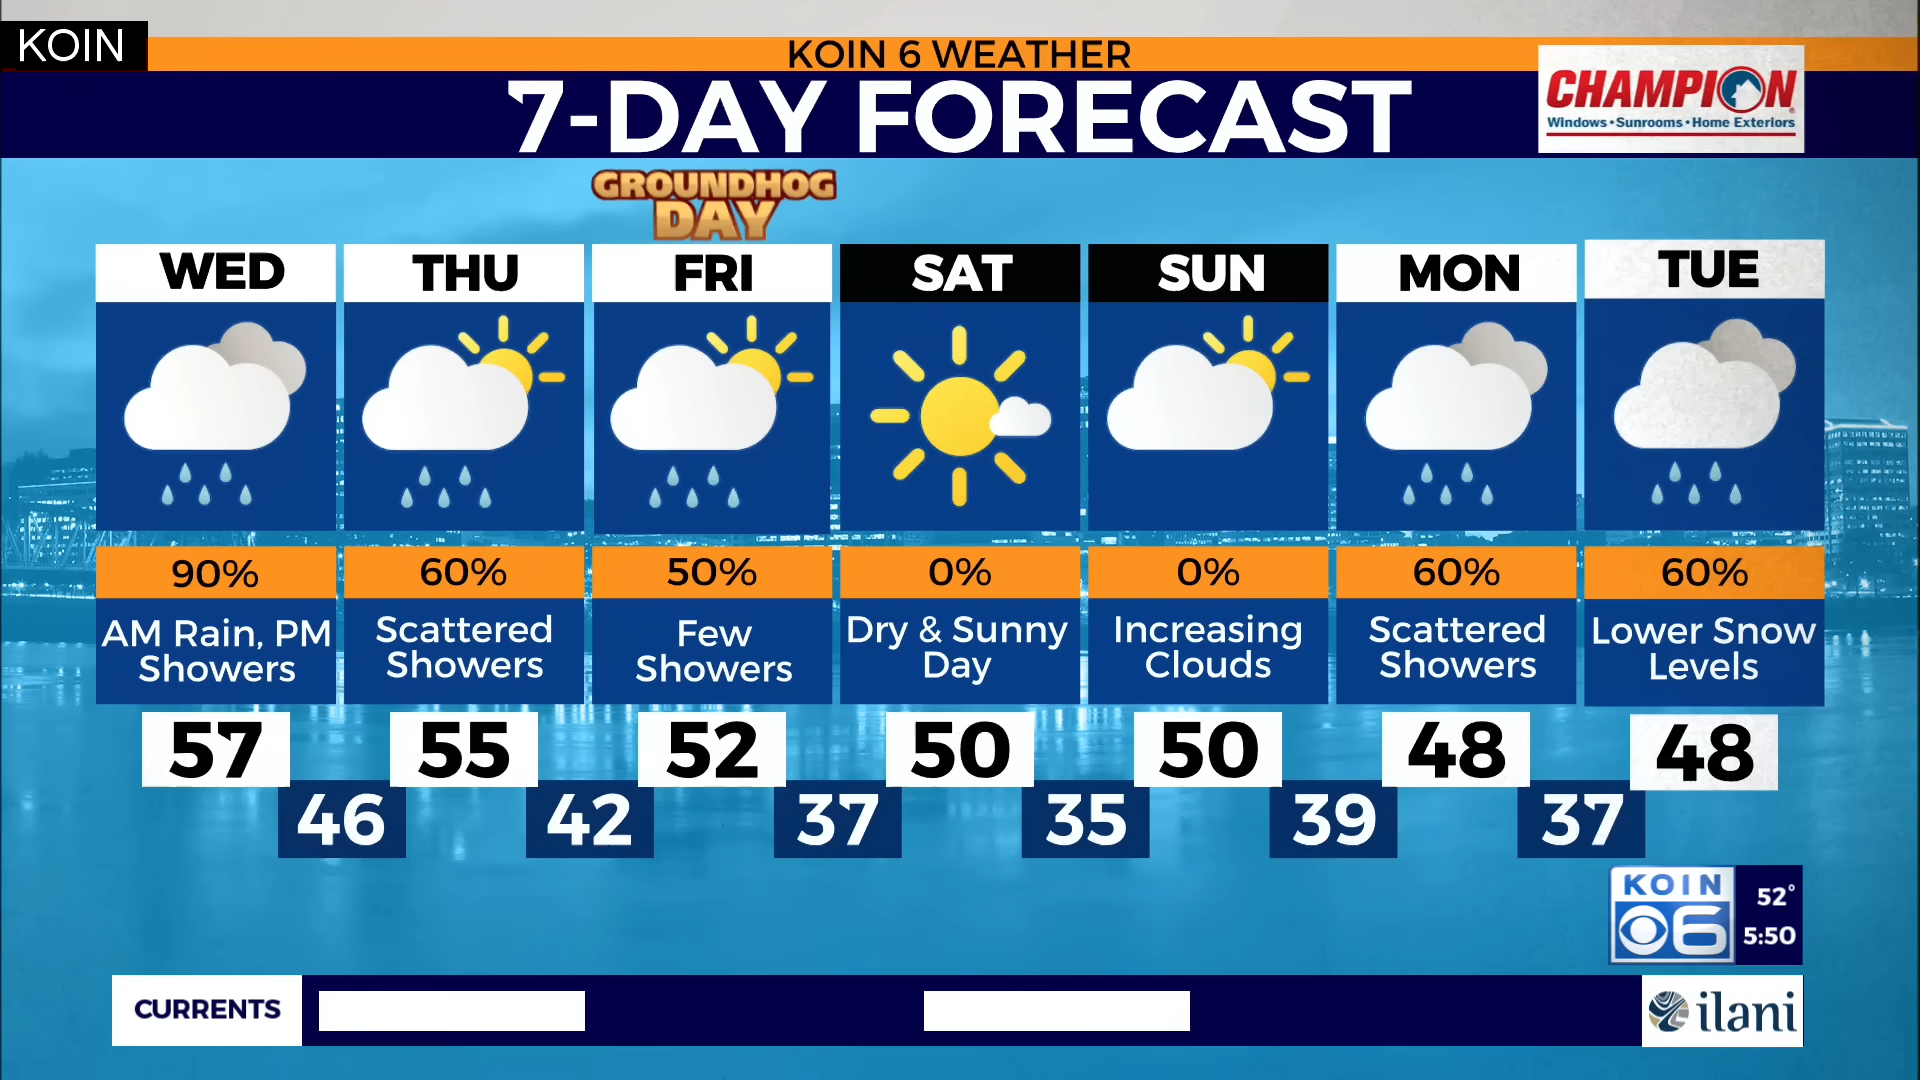 KOIN
KOIN 6 WEATHER
7-DAY FORECAST
CHAMPION
Windows • Sunrooms • Home Exteriors
GROUNDHOG
DAY
WED
THU
FRI
SAT
SUN
MON
TUE
90%
60%
50%
0%
0%
60%
60%
AM Rain, PM
Showers
Scattered
Showers
Few
Showers
Dry & Sunny
Day
Increasing
Clouds
Scattered
Showers
Lower Snow
Levels
57
55
52
50
50
48
48
46
42
37
35
39
37
KOIN
6
52°
5:50
CURRENTS
ilani